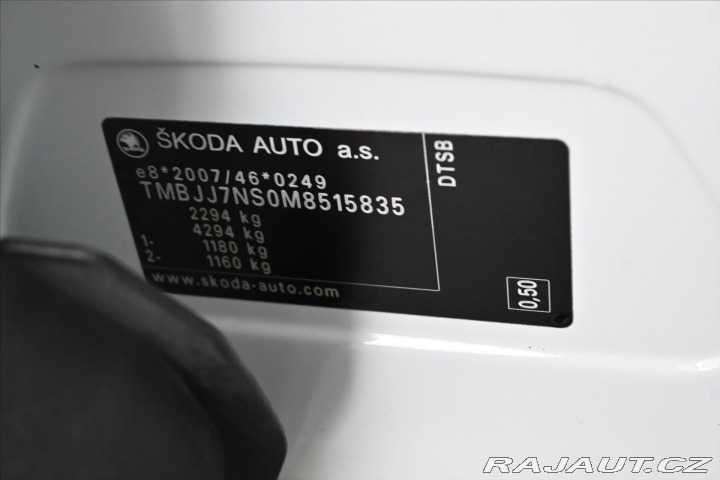 ŠKODA AUTO a.s.
e8*2007/46*0249
TMBJJ7NS0M8515835
2294 kg
4294 kg
1- 1180 kg
2- 1160 kg
www.skoda-auto.com
DTSB
0,50
RAJAUT.CZ